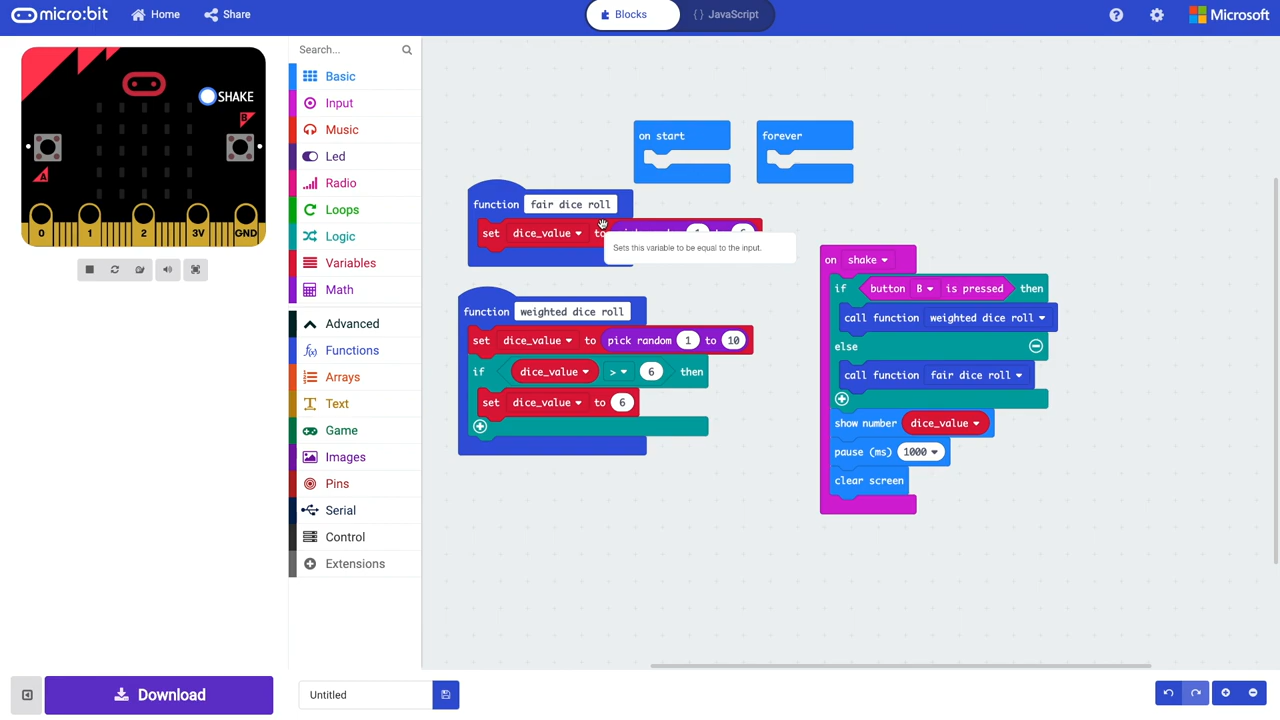 micro:bit Home Share Blocks { } JavaScript Microsoft
SHAKE
B
A
0 1 2 3V GND
Search...
Basic
Input
Music
Led
Radio
Loops
Logic
Variables
Math
Advanced
Functions
Arrays
Text
Game
Images
Pins
Serial
Control
Extensions
on start
forever
function fair dice roll
set dice_value to
Sets this variable to be equal to the input.
function weighted dice roll
set dice_value to pick random 1 to 10
if dice_value > 6 then
set dice_value to 6
on shake
if button B is pressed then
call function weighted dice roll
else
call function fair dice roll
show number dice_value
pause (ms) 1000
clear screen
Download
Untitled